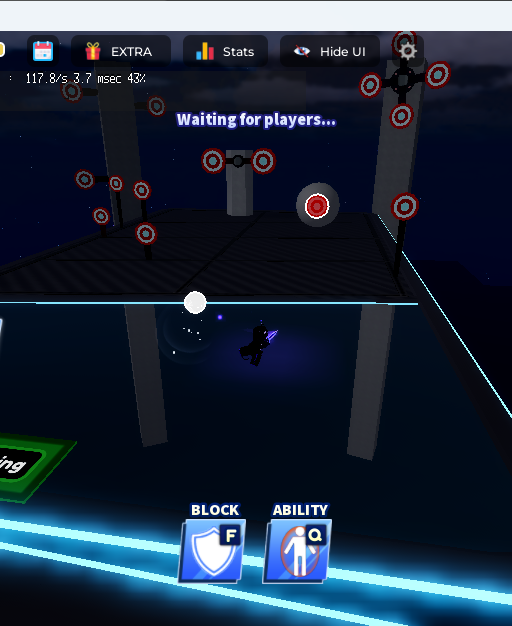 EXTRA
Stats
Hide UI
: 117.8/s 3.7 msec 43%
Waiting for players...
ing
BLOCK
ABILITY
F
Q